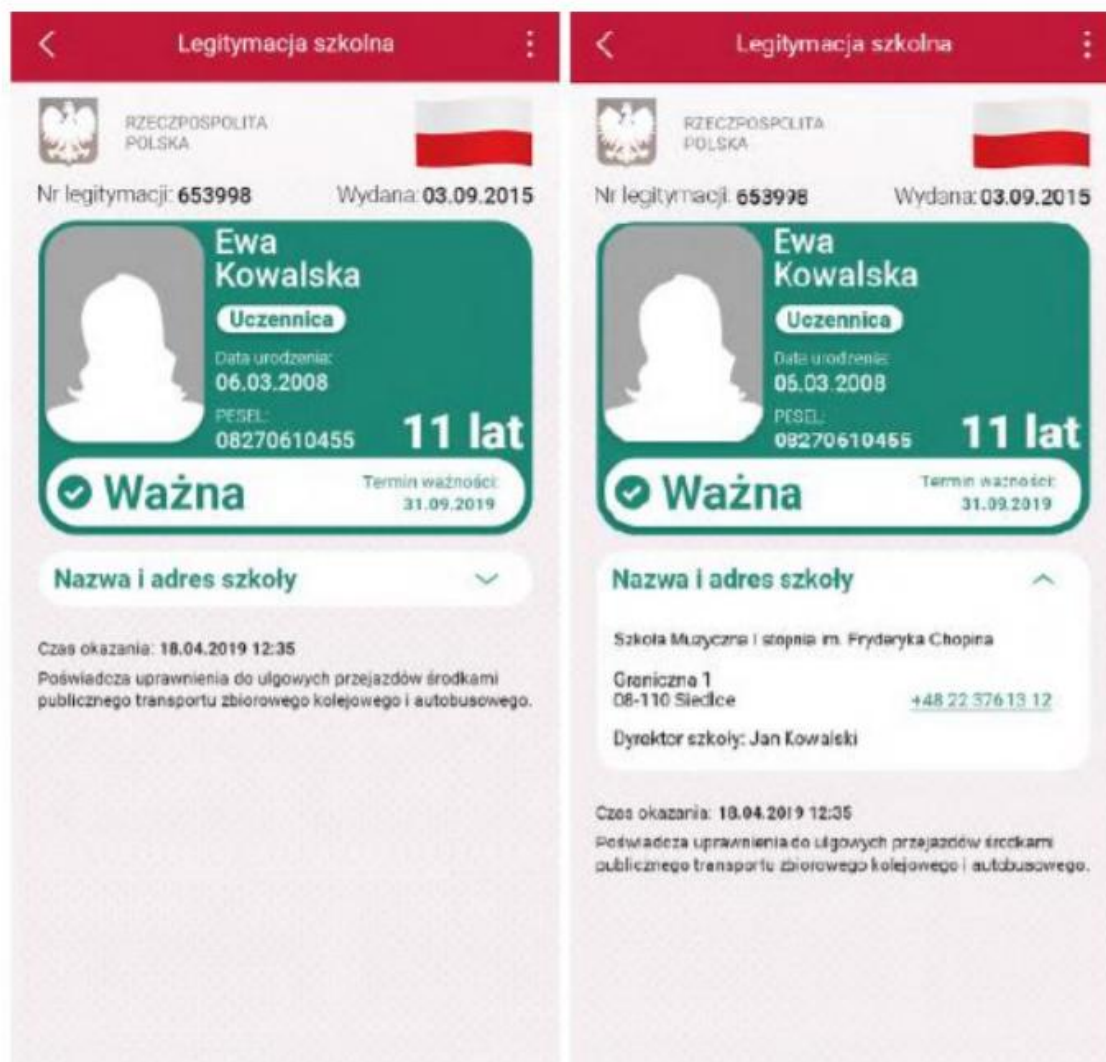 Legitymacja szkolna
RZECZPOSPOLITA
POLSKA
Nr legitymacji: 653998 Wydana: 03.09.2015
Ewa
Kowalska
Uczennica
Data urodzenia:
06.03.2008
PESEL:
08270610455
11 lat
Ważna
Termin ważności:
31.09.2019
Nazwa i adres szkoły
Czas okazania: 18.04.2019 12:35
Poświadcza uprawnienia do ulgowych przejazdów środkami
publicznego transportu zbiorowego kolejowego i autobusowego.
Legitymacja szkolna
RZECZPOSPOLITA
POLSKA
Nr legitymacji: 653998 Wydana: 03.09.2015
Ewa
Kowalska
Uczennica
Data urodzenia:
06.03.2008
PESEL:
08270610455
11 lat
Ważna
Termin ważności:
31.09.2019
Nazwa i adres szkoły
Szkoła Muzyczna I stopnia im. Fryderyka Chopina
Graniczna 1
08-110 Siedlce +48 22 376 13 12
Dyrektor szkoły: Jan Kowalski
Czas okazania: 18.04.2019 12:35
Poświadcza uprawnienia do ulgowych przejazdów środkami
publicznego transportu zbiorowego kolejowego i autobusowego.